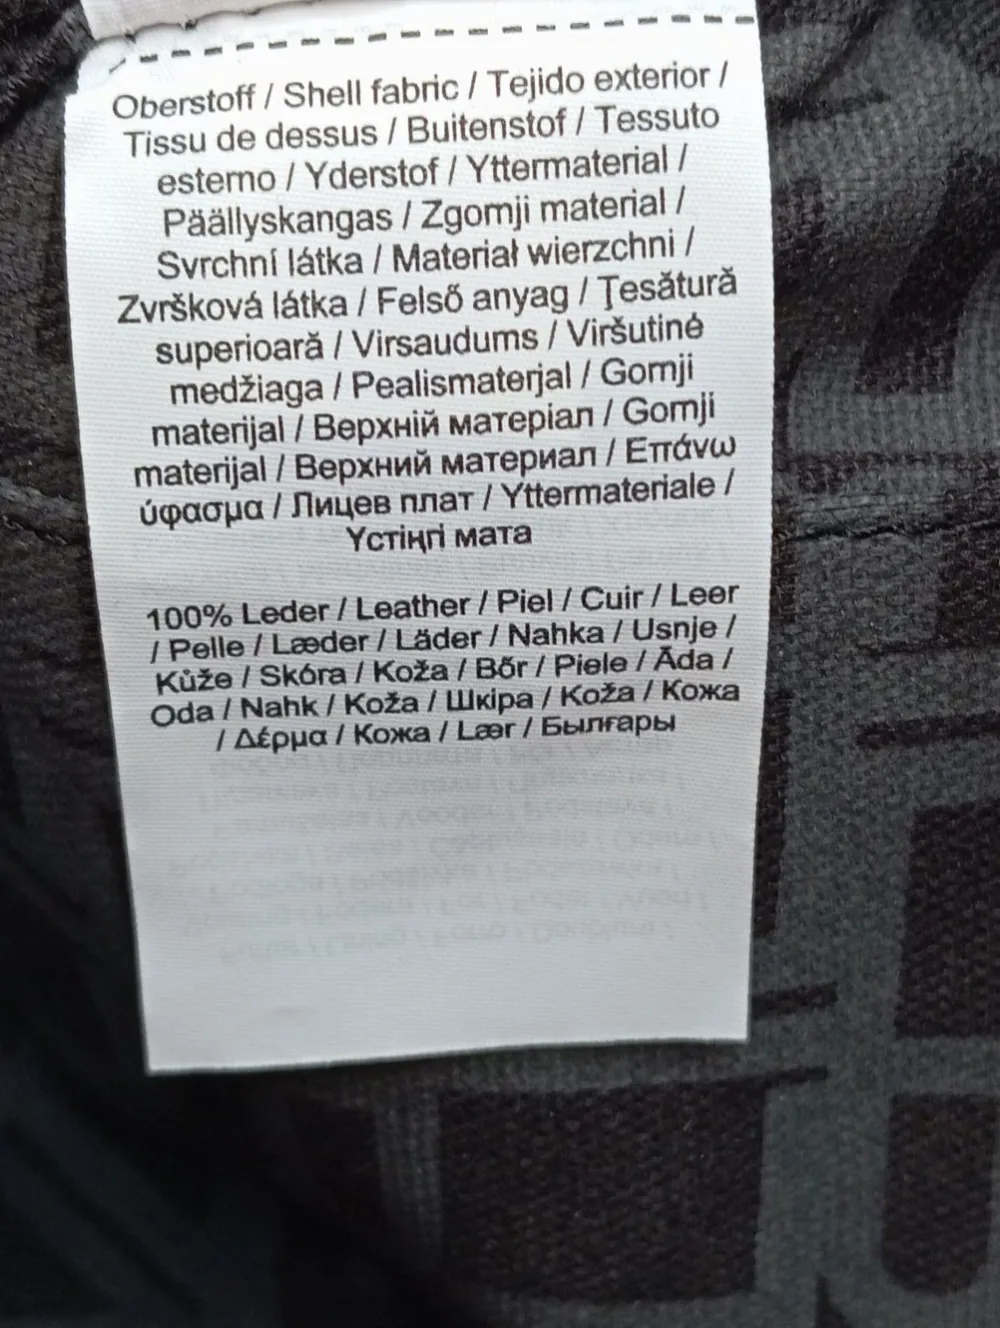 Oberstoff / Shell fabric / Tejido exterior /
Tissu de dessus / Buitenstof / Tessuto
esterno / Yderstof / Yttermaterial /
Päällyskangas / Zgornji material /
Svrchní látka / Materiał wierzchni /
Zvršková látka / Felső anyag / Ţesătură
superioară / Virsaudums / Viršutinė
medžiaga / Pealismaterjal / Gornji
materijal / Верхній матеріал / Gornji
materijal / Верхний материал / Επάνω
ύφασμα / Лицев плат / Yttermateriale /
Үстіңгі мата
100% Leder / Leather / Piel / Cuir / Leer
/ Pelle / Læder / Läder / Nahka / Usnje /
Kůže / Skóra / Koža / Bőr / Piele / Āda /
Oda / Nahk / Koža / Шкіра / Koža / Кожа
/ Δέρμα / Кожа / Lær / Былғары